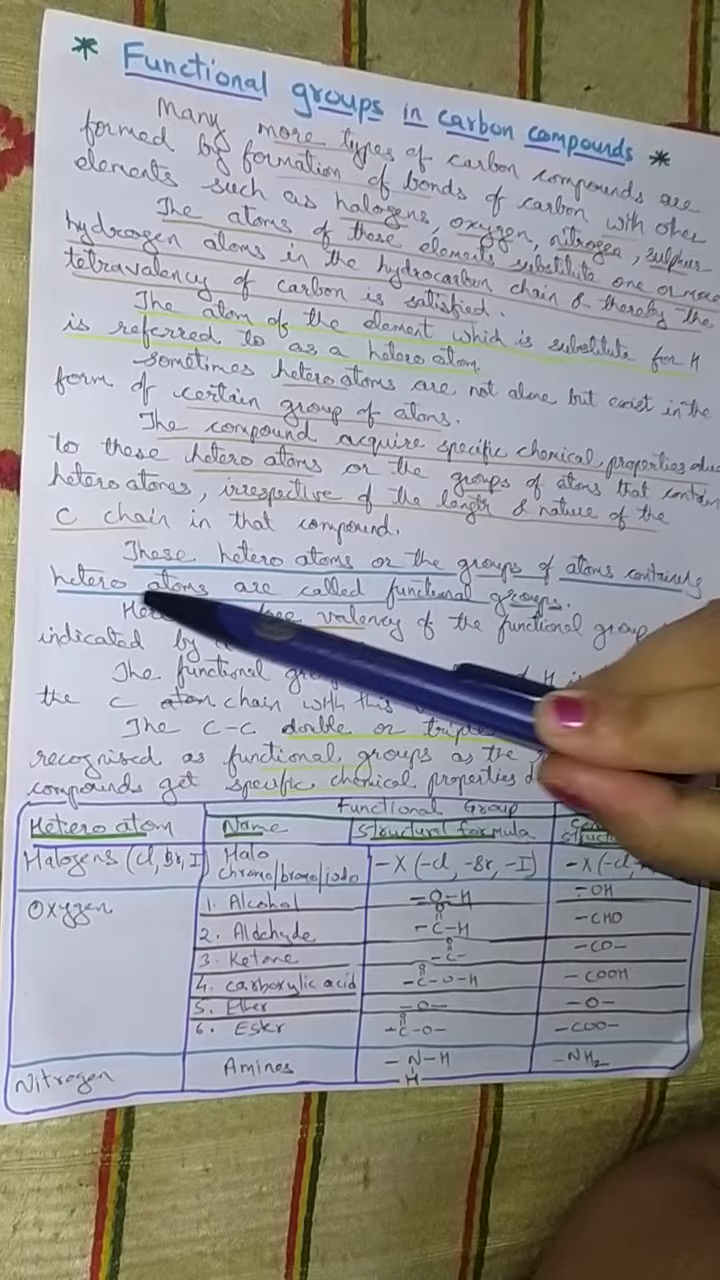 * Functional groups in carbon compounds *
Many more types of carbon compounds are
formed by formation of bonds of carbon with other
elements such as halogens, oxygen, nitrogen, sulphur
The atoms of these elements substitute one or more
hydrogen atoms in the hydrocarbon chain & thereby the
tetravalency of carbon is satisfied.
The atom of the element which is substitute for H
is referred to as a hetero atom
sometimes hetero atoms are not alone but exist in the
form of certain group of atoms.
The compound acquire specific chemical properties due
to these hetero atoms or the groups of atoms that contain
hetero atoms, irrespective of the length & nature of the
C chain in that compound.
These hetero atoms or the groups of atoms containing
hetero atoms are called functional groups.
valency of the functional group
indicated by
The functional
the C chain with this
The C-C double or triple
recognised as functional groups as the
compounds get specific chemical properties
Functional Group
Hetero atom Name Structural formula
Halogens (Cl, Br, I) Halo - X (-Cl, -Br, -I) - X (-Cl,
chromo/bromo/iodo
Oxygen 1. Alcohol -O-H -OH
2. Aldehyde O -C-H -CHO
3. Ketone O -C- -CO-
4. carboxylic acid O -C-O-H -COOH
5. Ether -O- -O-
6. Ester O -C-O- -COO-
Nitrogen Amines -N-H -NH2
H